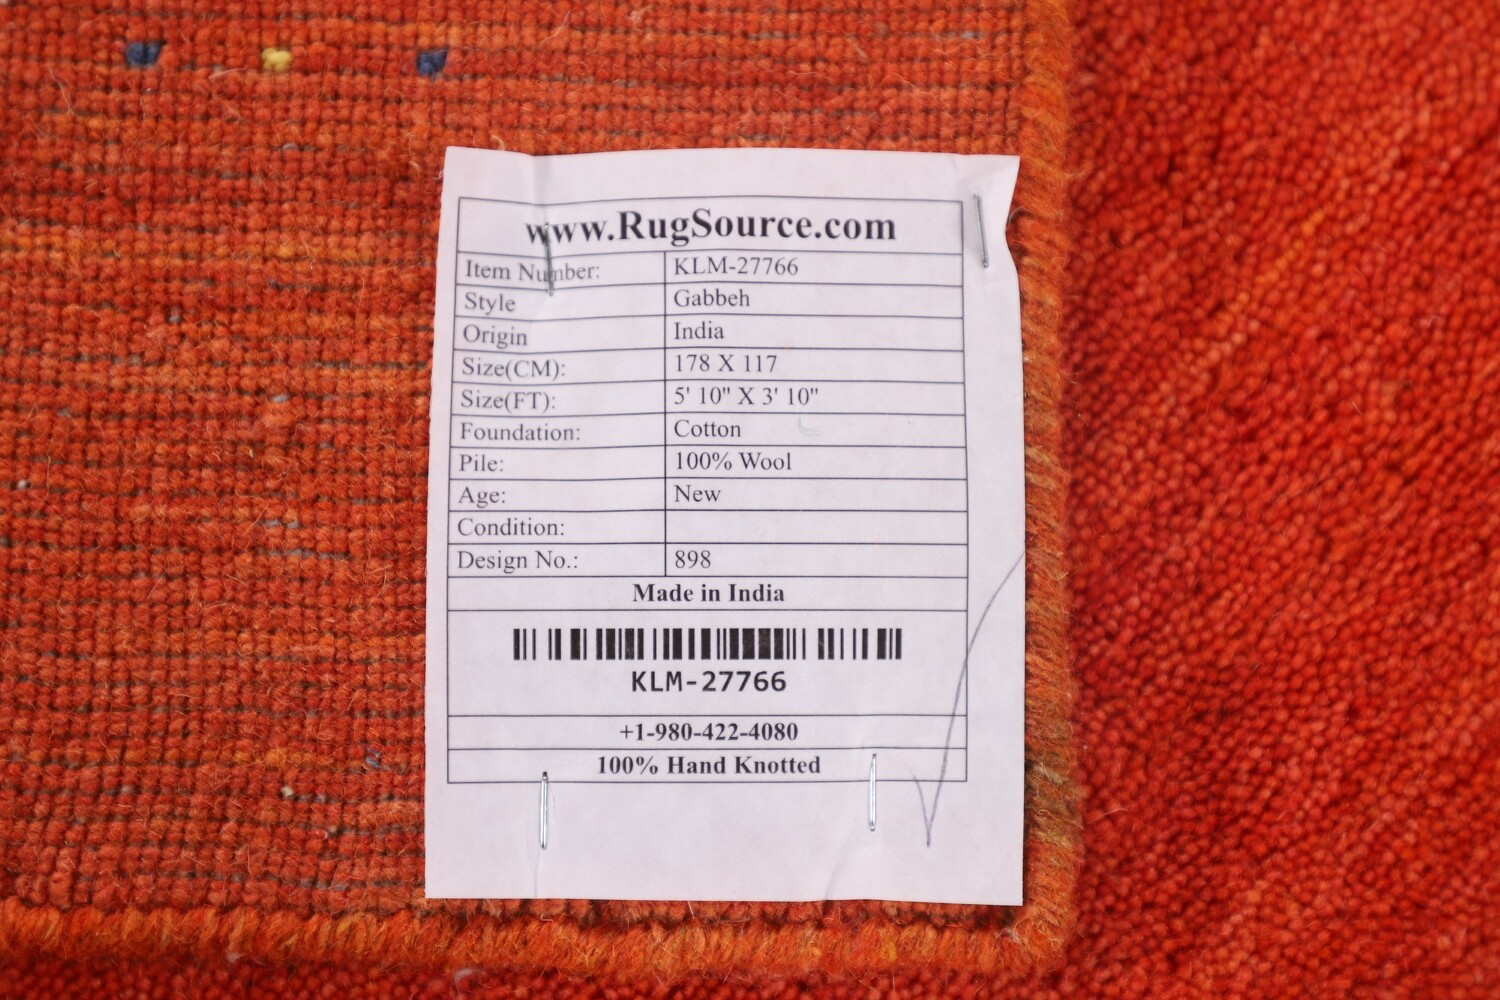 www.RugSource.com
Item Number: KLM-27766
Style Gabbeh
Origin India
Size(CM): 178 X 117
Size(FT): 5' 10" X 3' 10"
Foundation: Cotton
Pile: 100% Wool
Age: New
Condition:
Design No.: 898
Made in India
KLM-27766
+1-980-422-4080
100% Hand Knotted